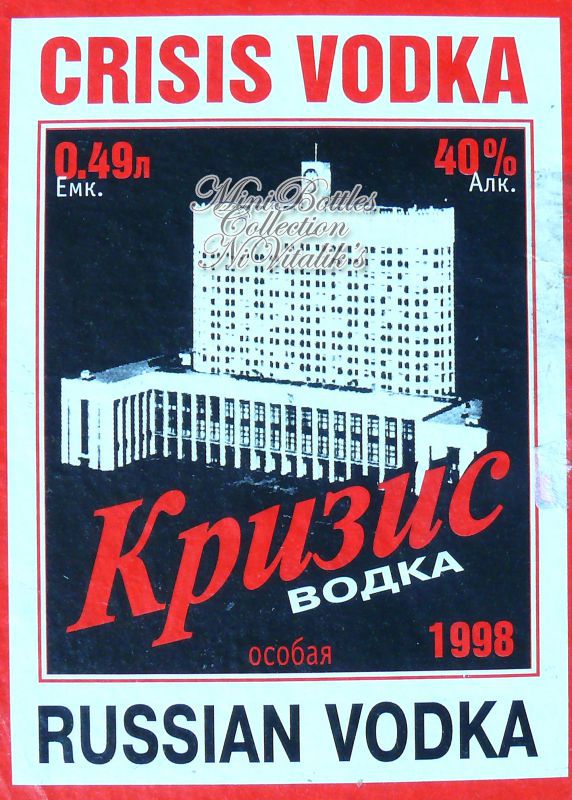 CRISIS VODKA
0.49л
Емк.
40%
Алк.
MiniBottles
Collection
NiVitalik's
Кризис
ВОДКА
особая
1998
RUSSIAN VODKA